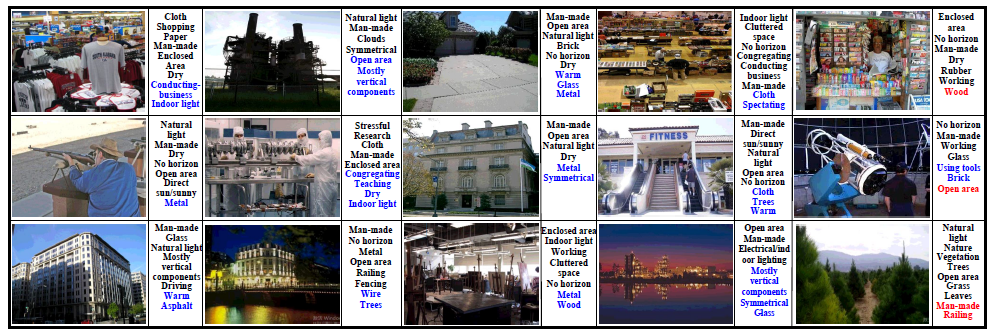 Cloth
Shopping
Paper
Man-made
Enclosed
Area
Dry
Conducting-
business
Indoor light
Natural light
Man-made
Clouds
Symmetrical
Open area
Mostly
vertical
components
Man-made
Open area
Natural light
Brick
No horizon
Dry
Warm
Glass
Metal
Indoor light
Cluttered
space
No horizon
Congregating
Conducting
business
Man-made
Cloth
Spectating
Enclosed
area
No horizon
Man-made
Dry
Rubber
Working
Wood
Natural
light
Man-made
Dry
No horizon
Open area
Direct
sun/sunny
Metal
Stressful
Research
Cloth
Man-made
Enclosed area
Congregating
Teaching
Dry
Indoor light
Man-made
Open area
Natural light
Dry
Metal
Symmetrical
FITNESS
Man-made
Direct
sun/sunny
Natural
light
Open area
No horizon
Cloth
Trees
Warm
No horizon
Man-made
Working
Glass
Using tools
Brick
Open area
Man-made
Glass
Natural light
Mostly
vertical
components
Driving
Warm
Asphalt
Man-made
No horizon
Metal
Open area
Railing
Fencing
Wire
Trees
Enclosed area
Indoor light
Working
Cluttered
space
No horizon
Metal
Wood
Open area
Man-made
Electrical/ind
oor lighting
Mostly
vertical
components
Symmetrical
Glass
Natural
light
Nature
Vegetation
Trees
Open area
Grass
Leaves
Man-made
Railing